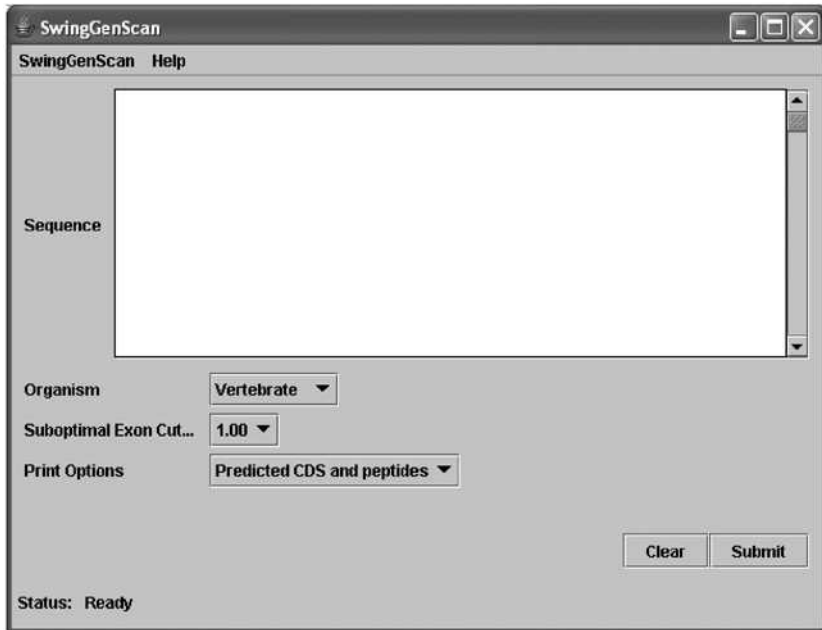 SwingGenScan
SwingGenScan Help
Sequence
Organism Vertebrate
Suboptimal Exon Cut... 1.00
Print Options Predicted CDS and peptides
Clear Submit
Status: Ready